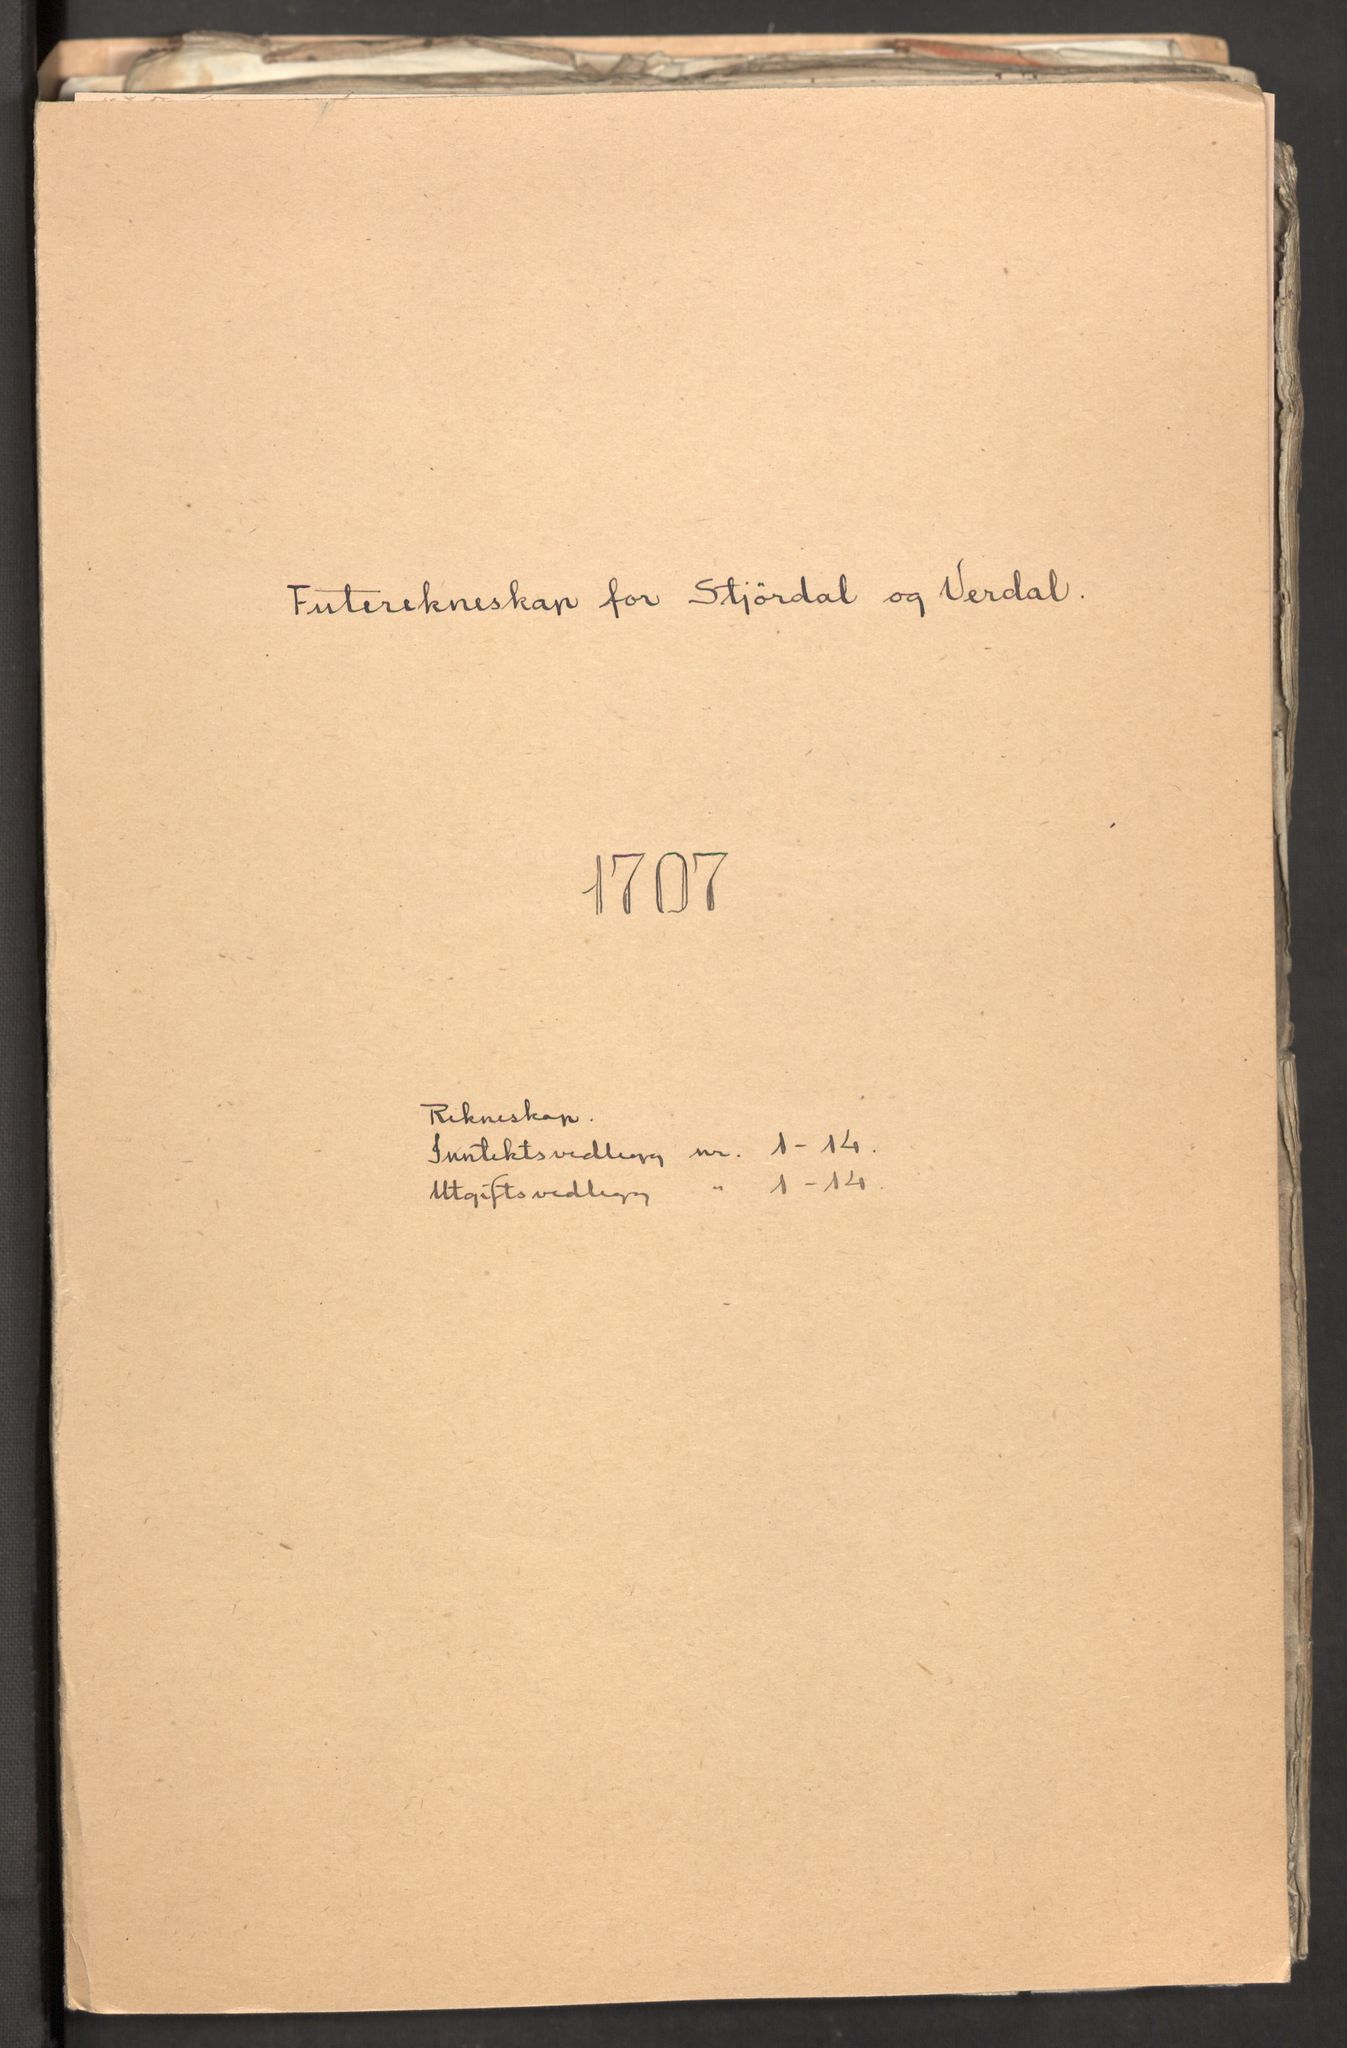 Futerekneskap for Stjördal og Verdal.
1707
Rekneskap.
Inntektsvedlegg nr. 1-14.
Utgiftsvedlegg " 1-14.